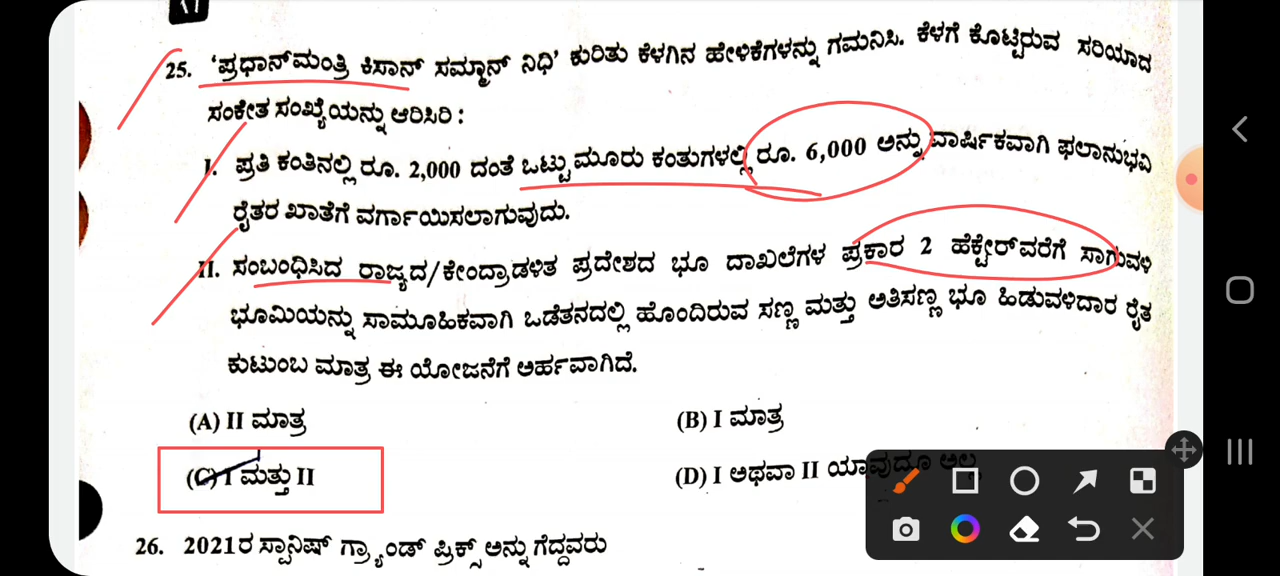 17
25. ‘ಪ್ರಧಾನ್‌ಮಂತ್ರಿ ಕಿಸಾನ್ ಸಮ್ಮಾನ್ ನಿಧಿ’ ಕುರಿತು ಕೆಳಗಿನ ಹೇಳಿಕೆಗಳನ್ನು ಗಮನಿಸಿ. ಕೆಳಗೆ ಕೊಟ್ಟಿರುವ ಸರಿಯಾದ
ಸಂಕೇತ ಸಂಖ್ಯೆಯನ್ನು ಆರಿಸಿರಿ :
I. ಪ್ರತಿ ಕಂತಿನಲ್ಲಿ ರೂ. 2,000 ದಂತೆ ಒಟ್ಟು ಮೂರು ಕಂತುಗಳಲ್ಲಿ ರೂ. 6,000 ಅನ್ನು ವಾರ್ಷಿಕವಾಗಿ ಫಲಾನುಭವಿ
ರೈತರ ಖಾತೆಗೆ ವರ್ಗಾಯಿಸಲಾಗುವುದು.
II. ಸಂಬಂಧಿಸಿದ ರಾಜ್ಯದ/ಕೇಂದ್ರಾಡಳಿತ ಪ್ರದೇಶದ ಭೂ ದಾಖಲೆಗಳ ಪ್ರಕಾರ 2 ಹೆಕ್ಟೇರ್‌ವರೆಗೆ ಸಾಗುವಳಿ
ಭೂಮಿಯನ್ನು ಸಾಮೂಹಿಕವಾಗಿ ಒಡೆತನದಲ್ಲಿ ಹೊಂದಿರುವ ಸಣ್ಣ ಮತ್ತು ಅತಿಸಣ್ಣ ಭೂ ಹಿಡುವಳಿದಾರ ರೈತ
ಕುಟುಂಬ ಮಾತ್ರ ಈ ಯೋಜನೆಗೆ ಅರ್ಹವಾಗಿದೆ.
(A) II ಮಾತ್ರ (B) I ಮಾತ್ರ
(C) I ಮತ್ತು II (D) I ಅಥವಾ II ಯಾವುದೂ ಅಲ್ಲ
26. 2021ರ ಸ್ಪಾನಿಷ್ ಗ್ರ್ಯಾಂಡ್ ಪ್ರಿಕ್ಸ್ ಅನ್ನು ಗೆದ್ದವರು